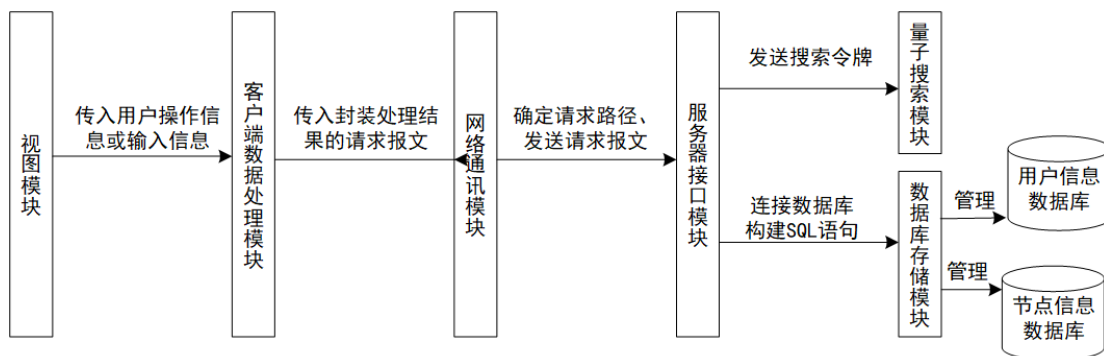 视图模块
传入用户操作信
息或输入信息
客户端数据处理模块
传入封装处理结
果的请求报文
网络通讯模块
确定请求路径、
发送请求报文
服务器接口模块
发送搜索令牌
量子搜索模块
连接数据库
构建SQL语句
数据库存储模块
管理
用户信息
数据库
管理
节点信息
数据库